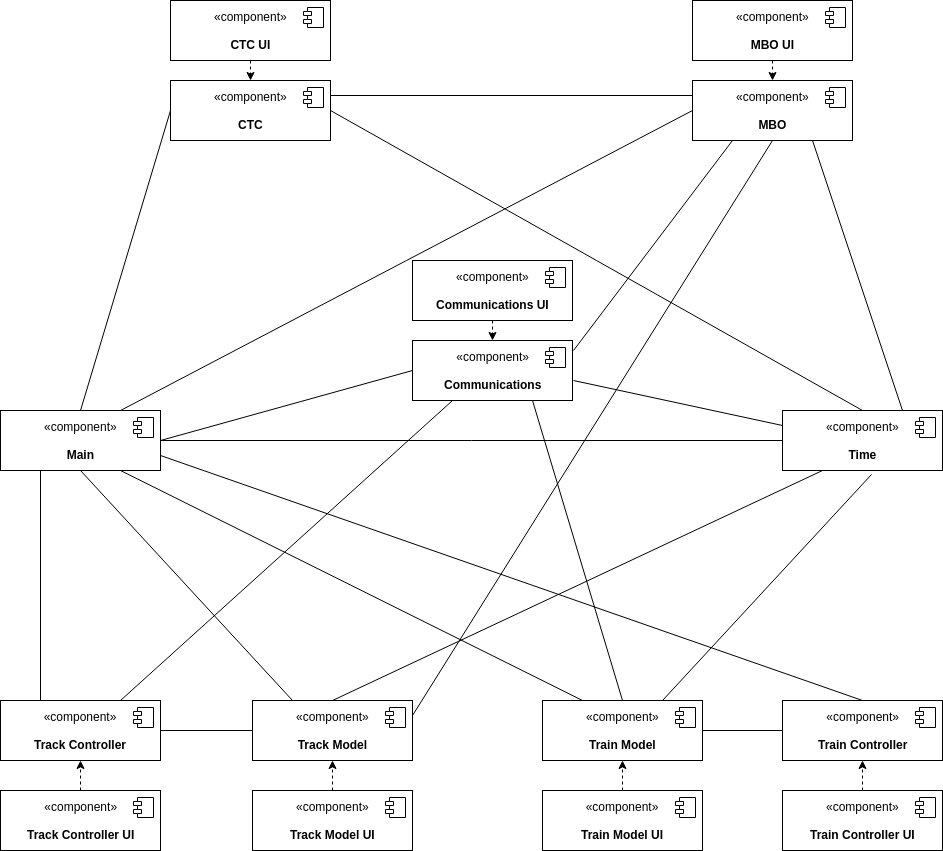 «component»
CTC UI
«component»
MBO UI
«component»
CTC
«component»
MBO
«component»
Communications UI
«component»
Communications
«component»
Main
«component»
Time
«component»
Track Controller
«component»
Track Model
«component»
Train Model
«component»
Train Controller
«component»
Track Controller UI
«component»
Track Model UI
«component»
Train Model UI
«component»
Train Controller UI